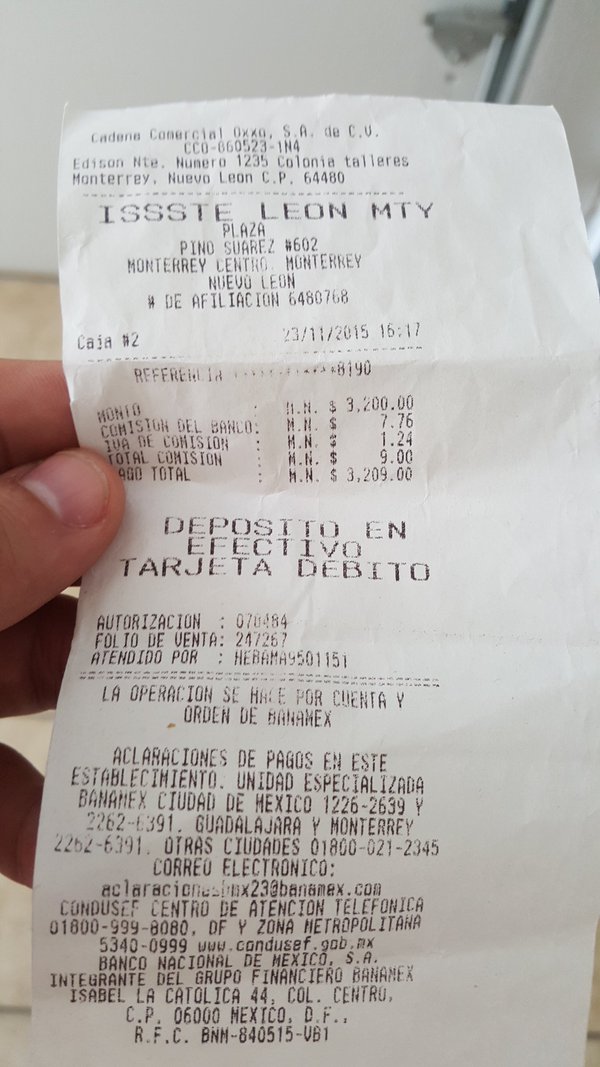 Cadena Comercial Oxxo, S.A. de C.V.
CCO-860523-1N4
Edison Nte. Numero 1235 Colonia talleres
Monterrey, Nuevo Leon C.P. 64480
ISSSTE LEON MTY
PLAZA
PINO SUAREZ #602
MONTERREY CENTRO. MONTERREY
NUEVO LEON
# DE AFILIACION 6480768
Caja #2 23/11/2015 16:17
REFERENCIA ************8190
MONTO : M.N. $ 3,200.00
COMISION DEL BANCO: M.N. $ 7.76
IVA DE COMISION : M.N. $ 1.24
TOTAL COMISION : M.N. $ 9.00
PAGO TOTAL : M.N. $ 3,209.00
DEPOSITO EN
EFECTIVO
TARJETA DEBITO
AUTORIZACION : 070484
FOLIO DE VENTA: 247267
ATENDIDO POR : HEBAMA9501151
LA OPERACION SE HACE POR CUENTA Y
ORDEN DE BANAMEX
ACLARACIONES DE PAGOS EN ESTE
ESTABLECIMIENTO. UNIDAD ESPECIALIZADA
BANAMEX CIUDAD DE MEXICO 1226-2639 Y
2262-6391. GUADALAJARA Y MONTERREY
2262-6391. OTRAS CIUDADES 01800-021-2345
CORREO ELECTRONICO:
aclaracionesbnx23@banamex.com
CONDUSEF CENTRO DE ATENCION TELEFONICA
01800-999-8080, DF Y ZONA METROPOLITANA
5340-0999 www.condusef.gob.mx
BANCO NACIONAL DE MEXICO, S.A.
INTEGRANTE DEL GRUPO FINANCIERO BANAMEX
ISABEL LA CATOLICA 44, COL. CENTRO,
C.P. 06000 MEXICO, D.F.,
R.F.C. BNM-840515-VB1